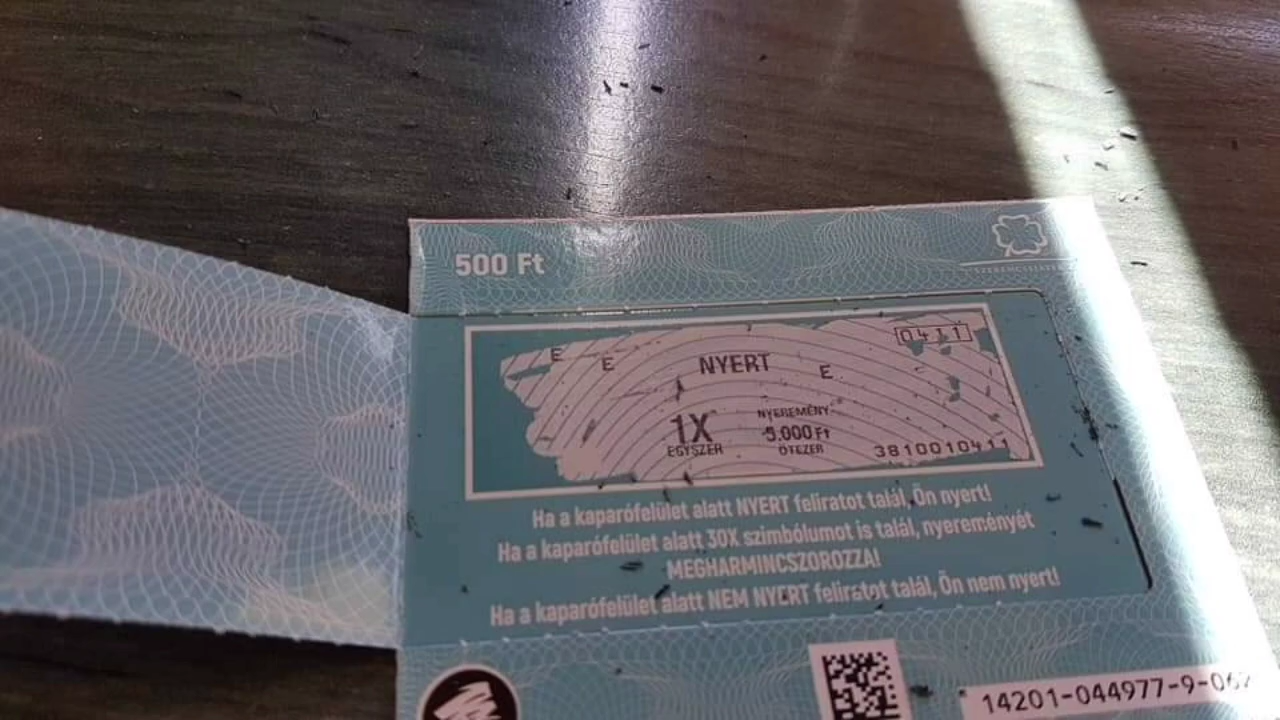 500 Ft
SZERENCSEJÁTÉK
E
E
NYERT
E
0411
1X
EGYSZER
NYEREMÉNY
5.000 Ft
ÖTEZER
3810010411
Ha a kaparófelület alatt NYERT feliratot talál, Ön nyert!
Ha a kaparófelület alatt 30X szimbólumot is talál, nyereményét
MEGHARMINCSZOROZZA!
Ha a kaparófelület alatt NEM NYERT feliratot talál, Ön nem nyert!
14201-044977-9-062